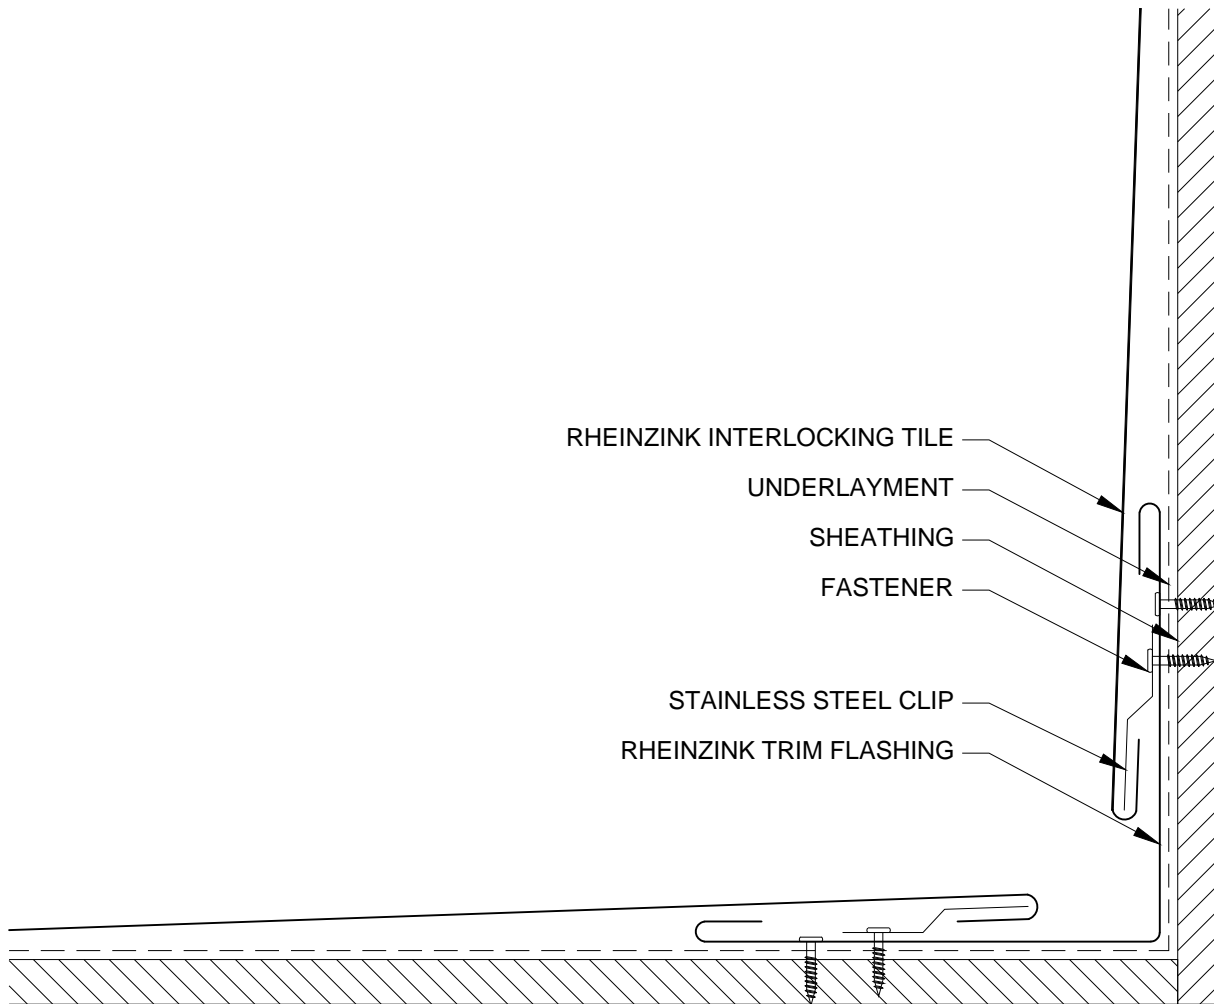 RHEINZINK INTERLOCKING TILE
UNDERLAYMENT
SHEATHING
FASTENER
STAINLESS STEEL CLIP
RHEINZINK TRIM FLASHING